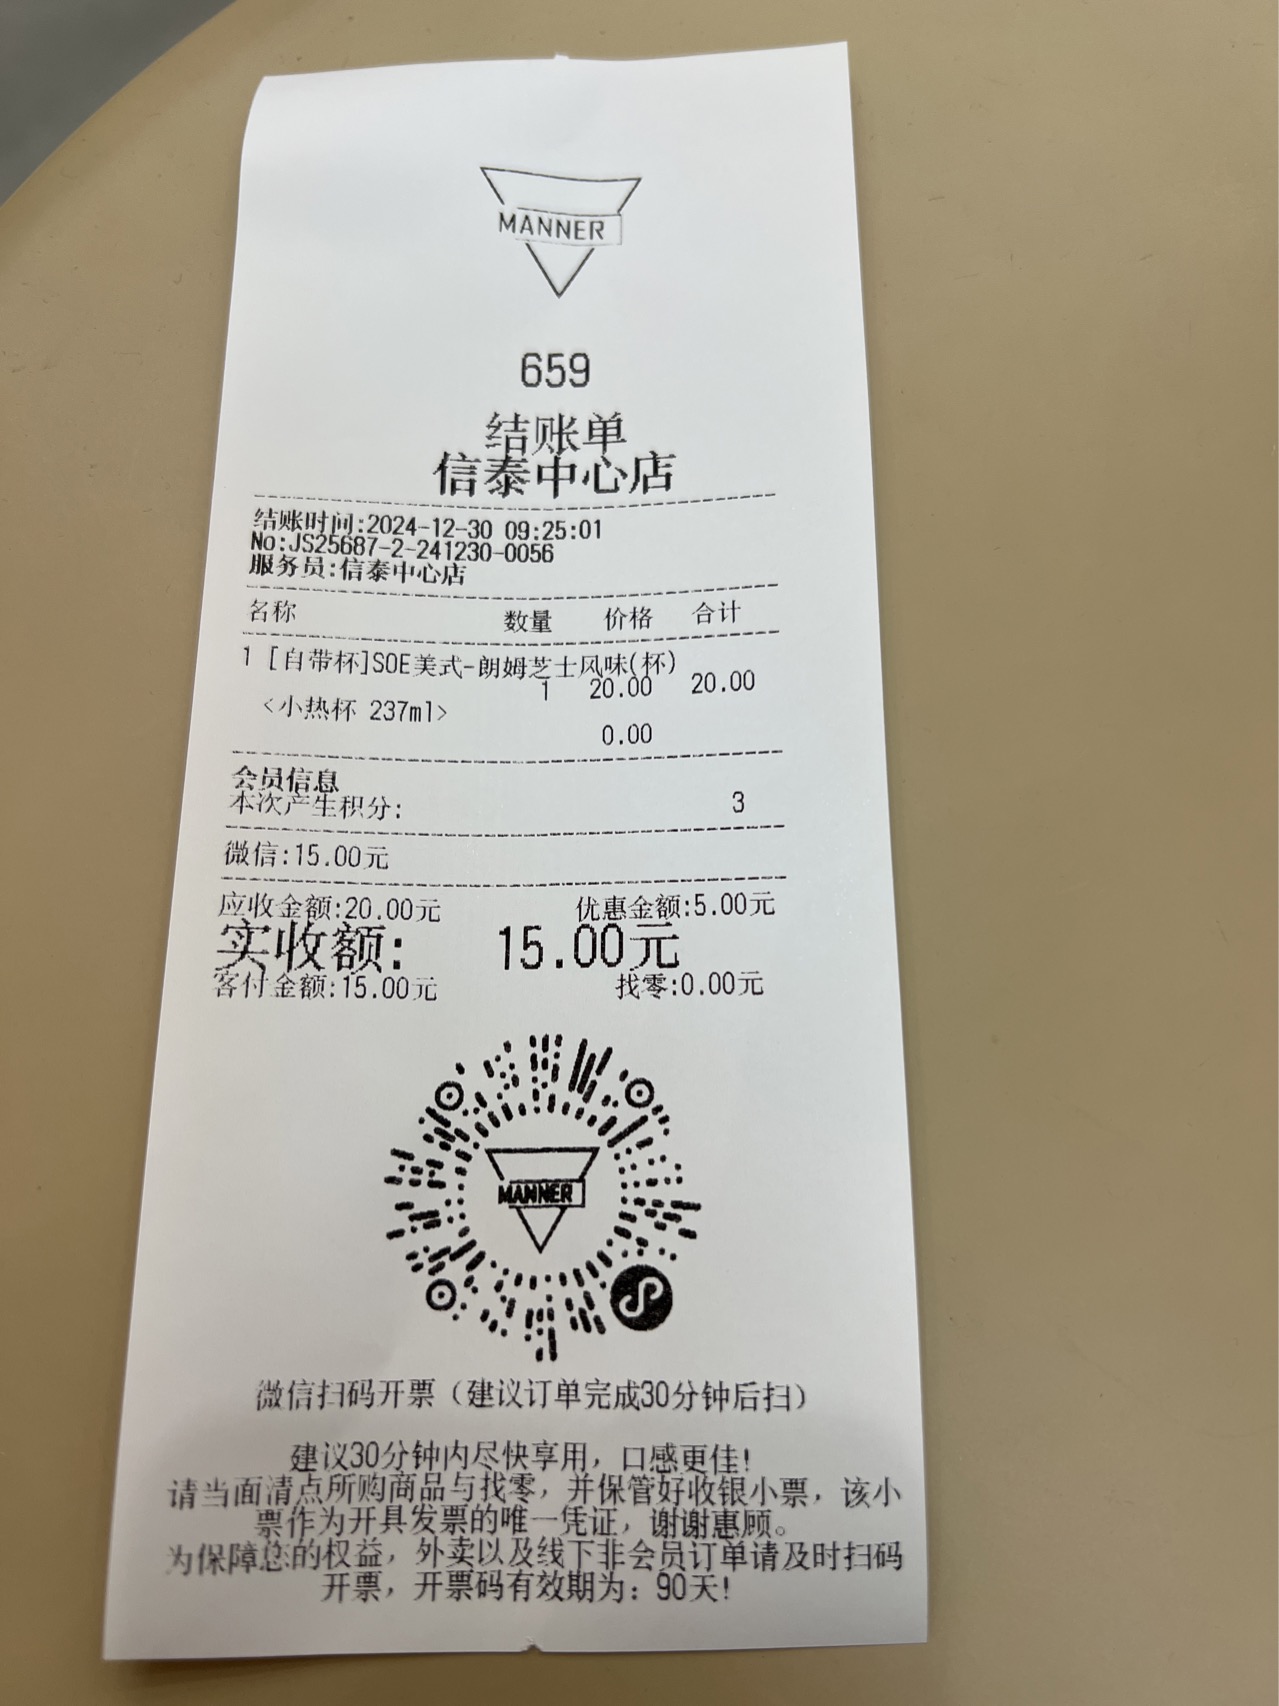 MANNER
659
结账单
信泰中心店
结账时间:2024-12-30 09:25:01
No:JS25687-2-241230-0056
服务员:信泰中心店
名称 数量 价格 合计
1 [自带杯]SOE美式-朗姆芝士风味(杯)
1 20.00 20.00
<小热杯 237ml>
0.00
会员信息
本次产生积分: 3
微信:15.00元
应收金额:20.00元 优惠金额:5.00元
实收额: 15.00元
客付金额:15.00元 找零:0.00元
MANNER
微信扫码开票（建议订单完成30分钟后扫）
建议30分钟内尽快享用，口感更佳!
请当面清点所购商品与找零，并保管好收银小票，该小
票作为开具发票的唯一凭证，谢谢惠顾。
为保障您的权益，外卖以及线下非会员订单请及时扫码
开票，开票码有效期为：90天!